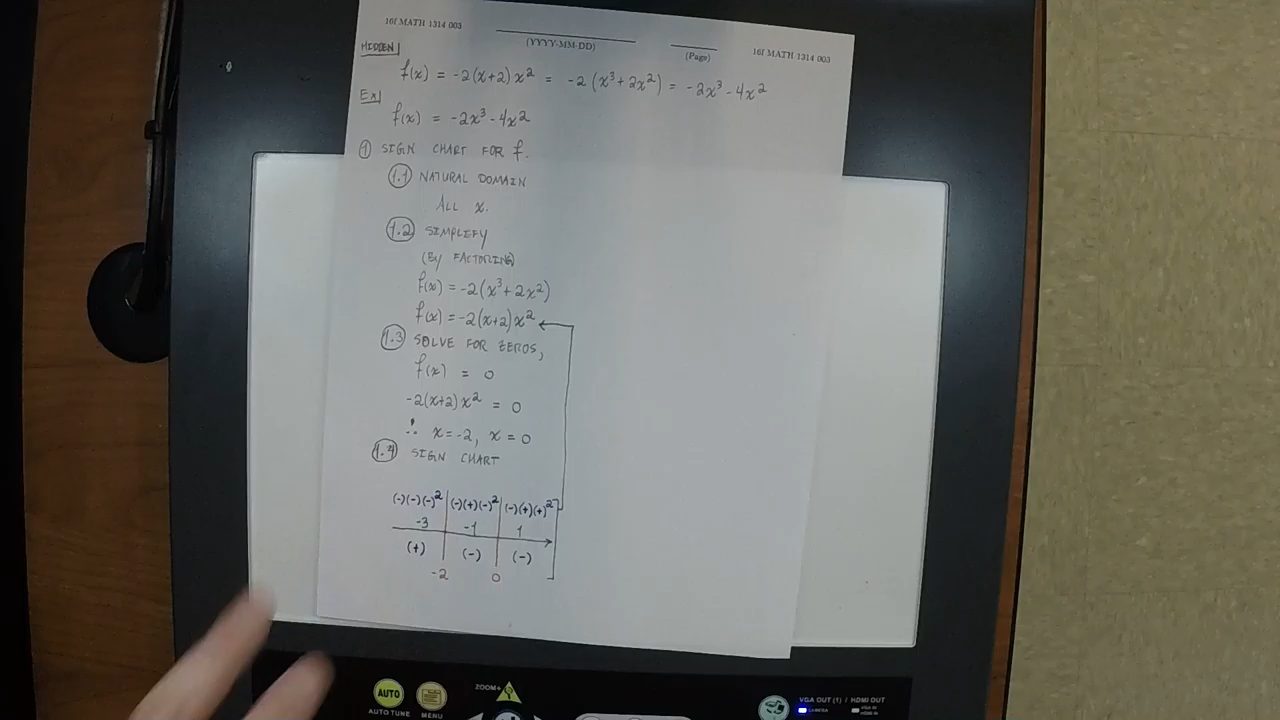 16f MATH 1314 003
(YYYY-MM-DD)
(Page)
16f MATH 1314 003
HIDDEN
f(x) = -2(x+2)x² = -2(x³+2x²) = -2x³-4x²
Ex
f(x) = -2x³-4x²
① SIGN CHART FOR f.
1.1 NATURAL DOMAIN
ALL x.
1.2 SIMPLIFY
(BY FACTORING)
f(x) = -2(x³+2x²)
f(x) = -2(x+2)x²
1.3 SOLVE FOR ZEROS,
f(x) = 0
-2(x+2)x² = 0
∴ x=-2, x=0
1.4 SIGN CHART
(-)(-)(-)² (-)(+)(-)² (-)(+)(+)²
-3 -1 1
(+) (-) (-)
-2 0
AUTO
AUTO TUNE
MENU
ZOOM+
VGA OUT (1) / HDMI OUT